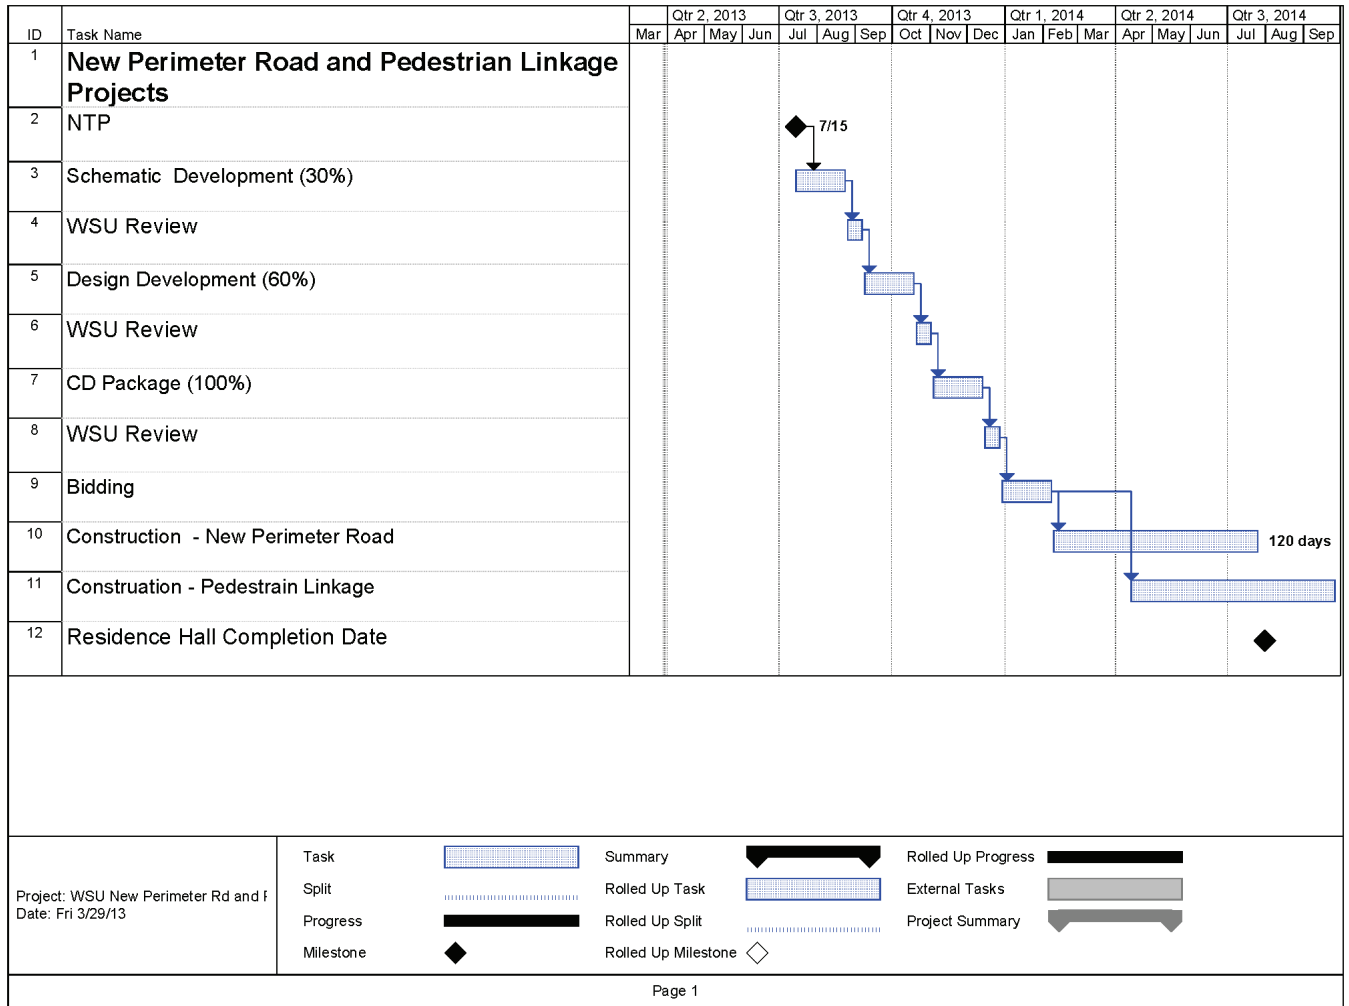 Qtr 2, 2013 Qtr 3, 2013 Qtr 4, 2013 Qtr 1, 2014 Qtr 2, 2014 Qtr 3, 2014
ID Task Name Mar Apr May Jun Jul Aug Sep Oct Nov Dec Jan Feb Mar Apr May Jun Jul Aug Sep
1 New Perimeter Road and Pedestrian Linkage
Projects
2 NTP 7/15
3 Schematic Development (30%)
4 WSU Review
5 Design Development (60%)
6 WSU Review
7 CD Package (100%)
8 WSU Review
9 Bidding
10 Construction - New Perimeter Road 120 days
11 Construation - Pedestrain Linkage
12 Residence Hall Completion Date
Project: WSU New Perimeter Rd and
Date: Fri 3/29/13
Task Summary Rolled Up Progress
Split Rolled Up Task External Tasks
Progress Rolled Up Split Project Summary
Milestone Rolled Up Milestone
Page 1